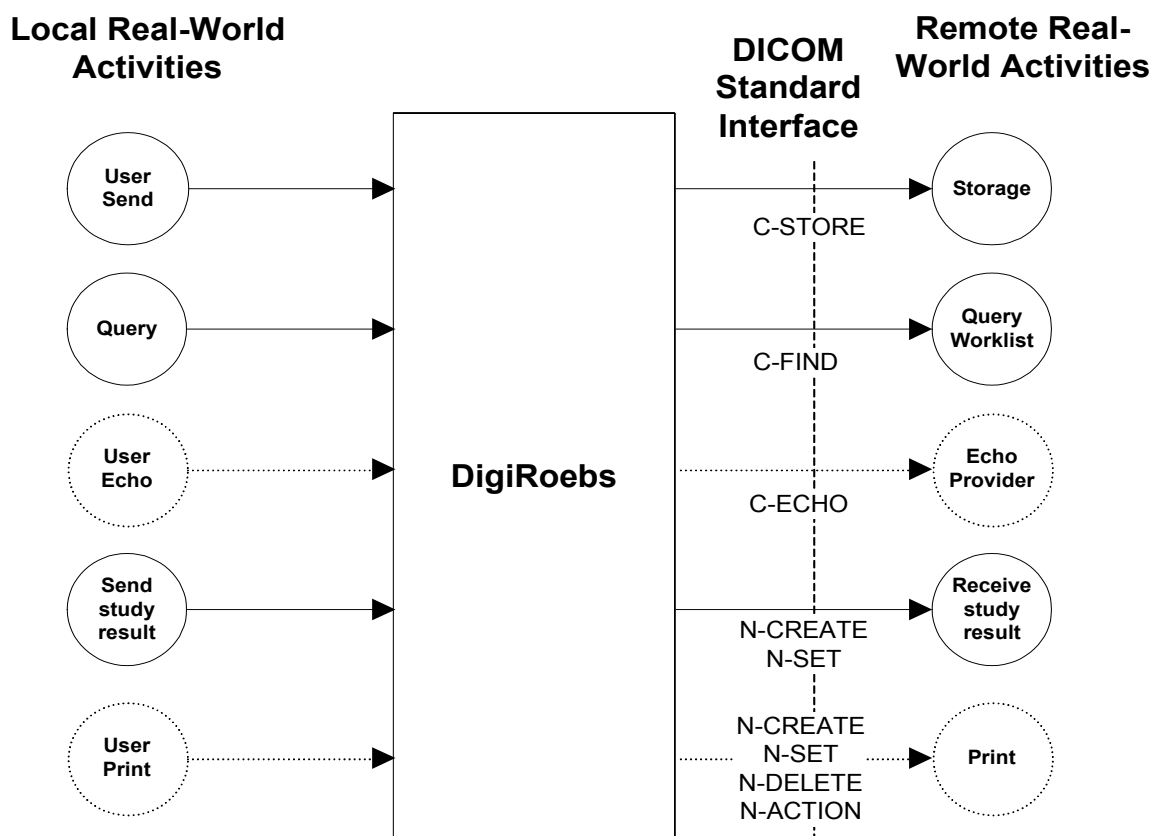 Local Real-World
Activities
DICOM
Standard
Interface
Remote Real-
World Activities
User
Send
C-STORE
Storage
Query
C-FIND
Query
Worklist
User
Echo
DigiRoebs
C-ECHO
Echo
Provider
Send
study
result
N-CREATE
N-SET
Receive
study
result
User
Print
N-CREATE
N-SET
N-DELETE
N-ACTION
Print